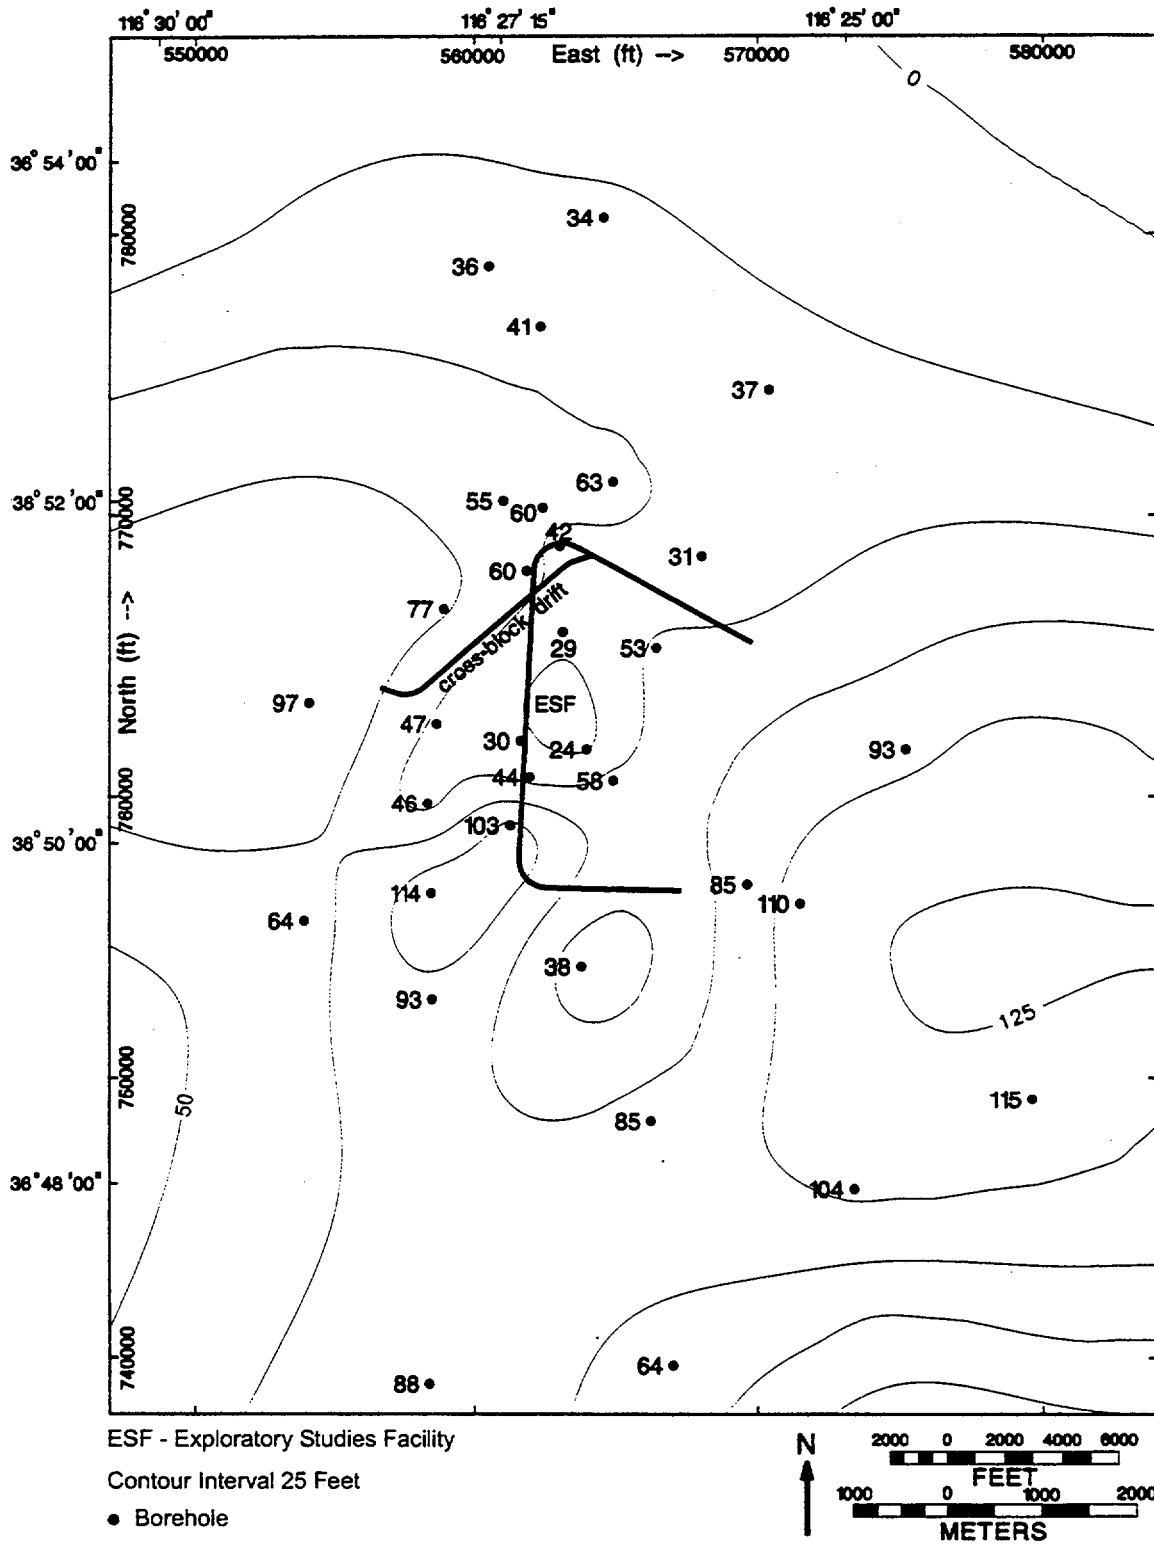 116° 30' 00"
116° 27' 15"
116° 25' 00"
550000
560000
East (ft) -->
570000
580000
0
36° 54' 00"
780000
34
36
41
37
36° 52' 00"
770000
63
55
60
42
31
60
77
cross-block drift
29
53
North (ft) -->
97
ESF
47
30
24
93
44
58
46
760000
103
36° 50' 00"
85
114
110
64
38
93
125
750000
50
115
85
36° 48' 00"
104
740000
64
88
ESF - Exploratory Studies Facility
Contour Interval 25 Feet
● Borehole
N
2000 0 2000 4000 6000
FEET
1000 0 1000 2000
METERS